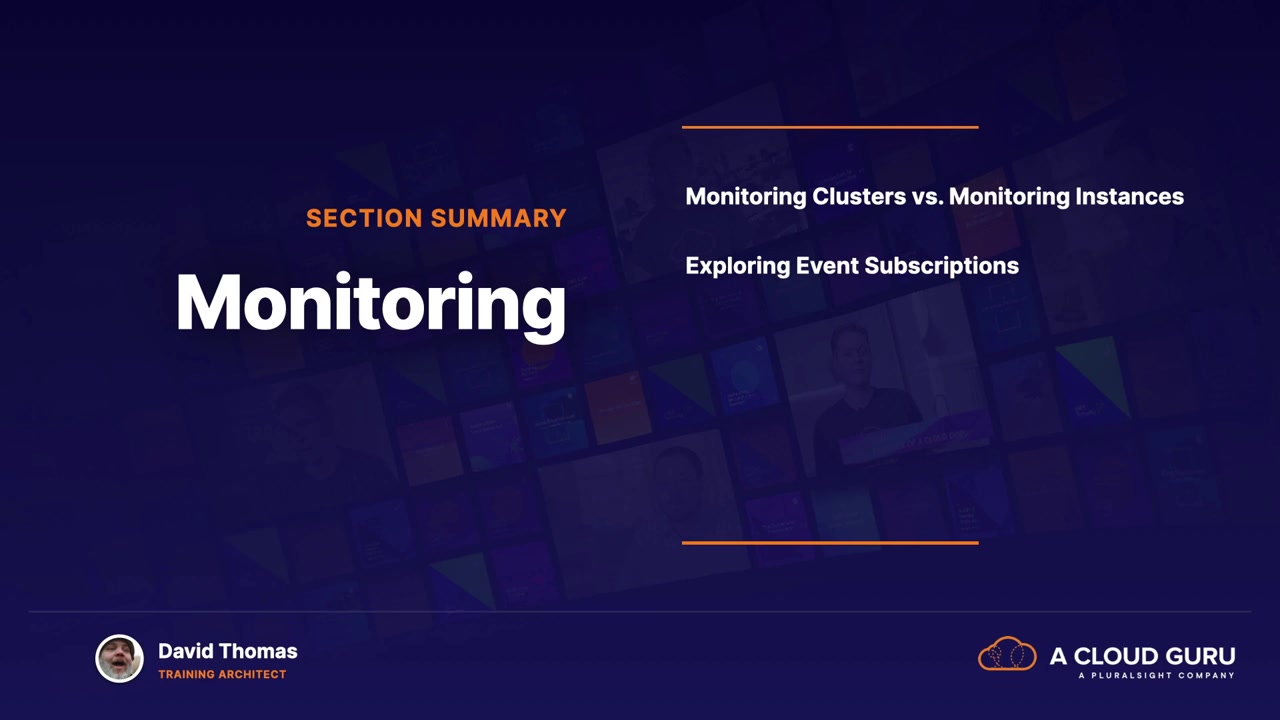 SECTION SUMMARY
Monitoring
Monitoring Clusters vs. Monitoring Instances
Exploring Event Subscriptions
David Thomas
TRAINING ARCHITECT
A CLOUD GURU
A PLURALSIGHT COMPANY